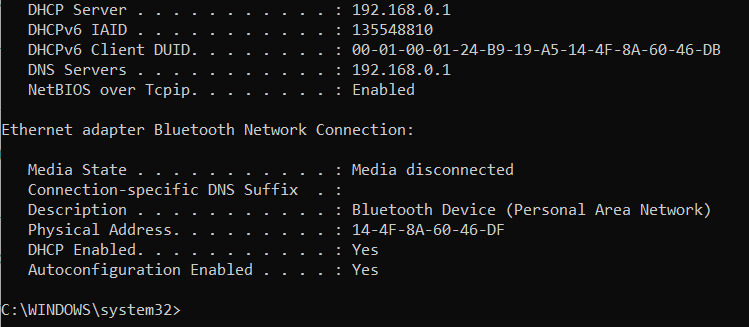 DHCP Server . . . . . . . . . . . : 192.168.0.1
DHCPv6 IAID . . . . . . . . . . . : 135548810
DHCPv6 Client DUID. . . . . . . . : 00-01-00-01-24-B9-19-A5-14-4F-8A-60-46-DB
DNS Servers . . . . . . . . . . . : 192.168.0.1
NetBIOS over Tcpip. . . . . . . . : Enabled
Ethernet adapter Bluetooth Network Connection:
Media State . . . . . . . . . . . : Media disconnected
Connection-specific DNS Suffix  . :
Description . . . . . . . . . . . : Bluetooth Device (Personal Area Network)
Physical Address. . . . . . . . . : 14-4F-8A-60-46-DF
DHCP Enabled. . . . . . . . . . . : Yes
Autoconfiguration Enabled . . . . : Yes
C:\WINDOWS\system32>